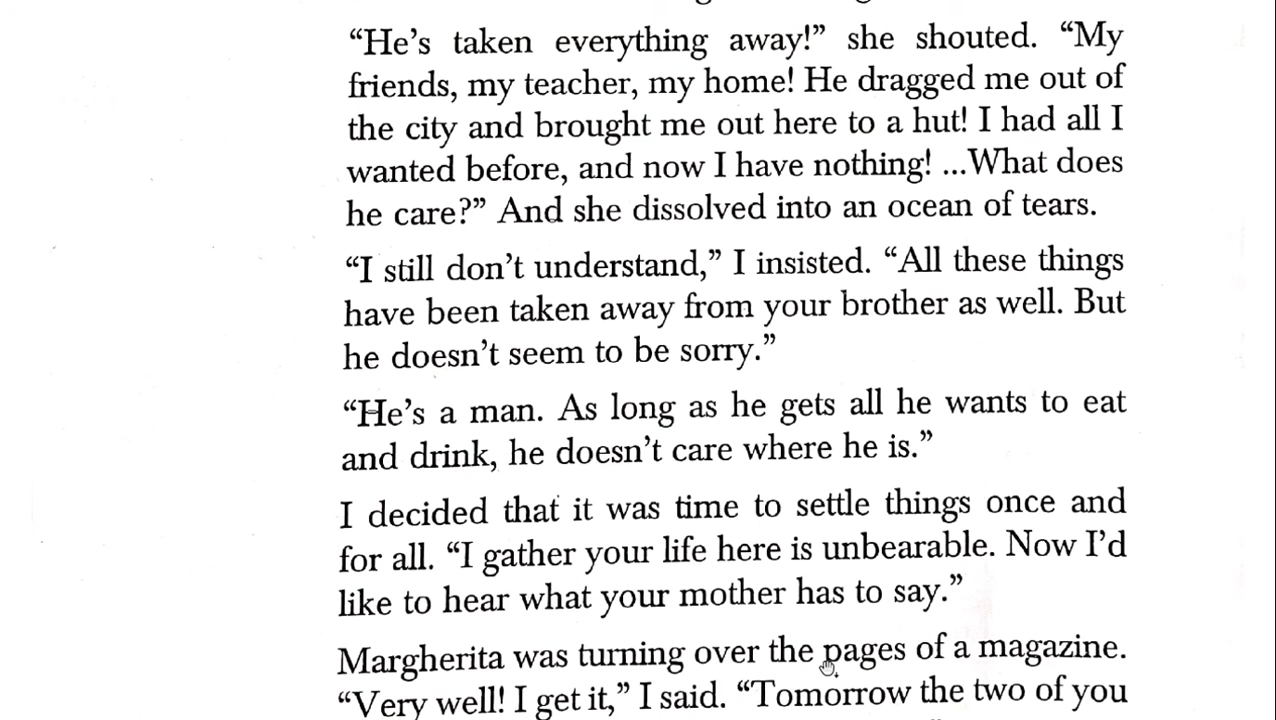 “He’s taken everything away!” she shouted. “My
friends, my teacher, my home! He dragged me out of
the city and brought me out here to a hut! I had all I
wanted before, and now I have nothing! ...What does
he care?” And she dissolved into an ocean of tears.
“I still don’t understand,” I insisted. “All these things
have been taken away from your brother as well. But
he doesn’t seem to be sorry.”
“He’s a man. As long as he gets all he wants to eat
and drink, he doesn’t care where he is.”
I decided that it was time to settle things once and
for all. “I gather your life here is unbearable. Now I’d
like to hear what your mother has to say.”
Margherita was turning over the pages of a magazine.
“Very well! I get it,” I said. “Tomorrow the two of you